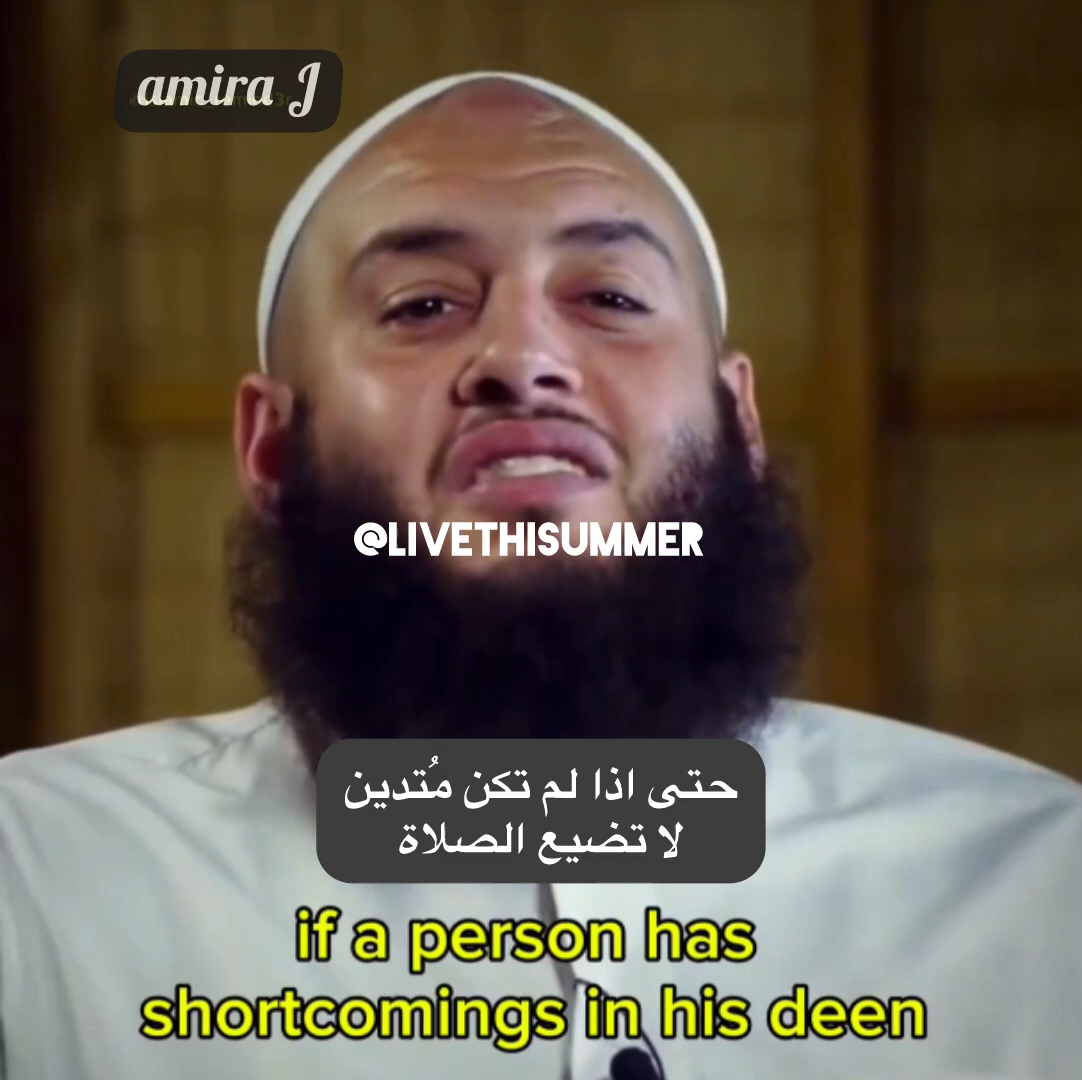 amira J
@LIVETHISUMMER
حتى اذا لم تكن مُتدين
لا تضيع الصلاة
if a person has
shortcomings in his deen